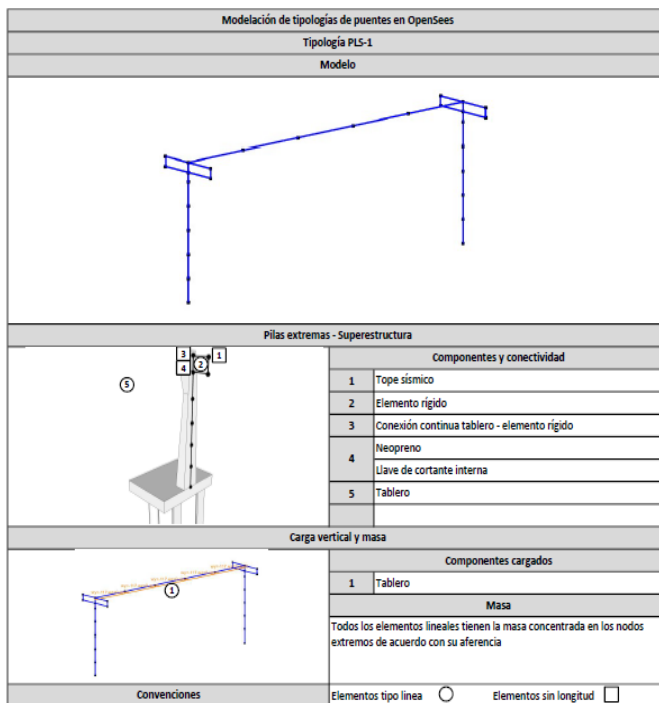 Modelación de tipologías de puentes en OpenSees
Tipología PLS-1
Modelo
Pilas extremas - Superestructura
3
1
2
4
5
Componentes y conectividad
1 Tope sísmico
2 Elemento rígido
3 Conexión continua tablero - elemento rígido
4 Neopreno
Llave de cortante interna
5 Tablero
Carga vertical y masa
1
Componentes cargados
1 Tablero
Masa
Todos los elementos lineales tienen la masa concentrada en los nodos
extremos de acuerdo con su aferencia
Convenciones
Elementos tipo linea
Elementos sin longitud